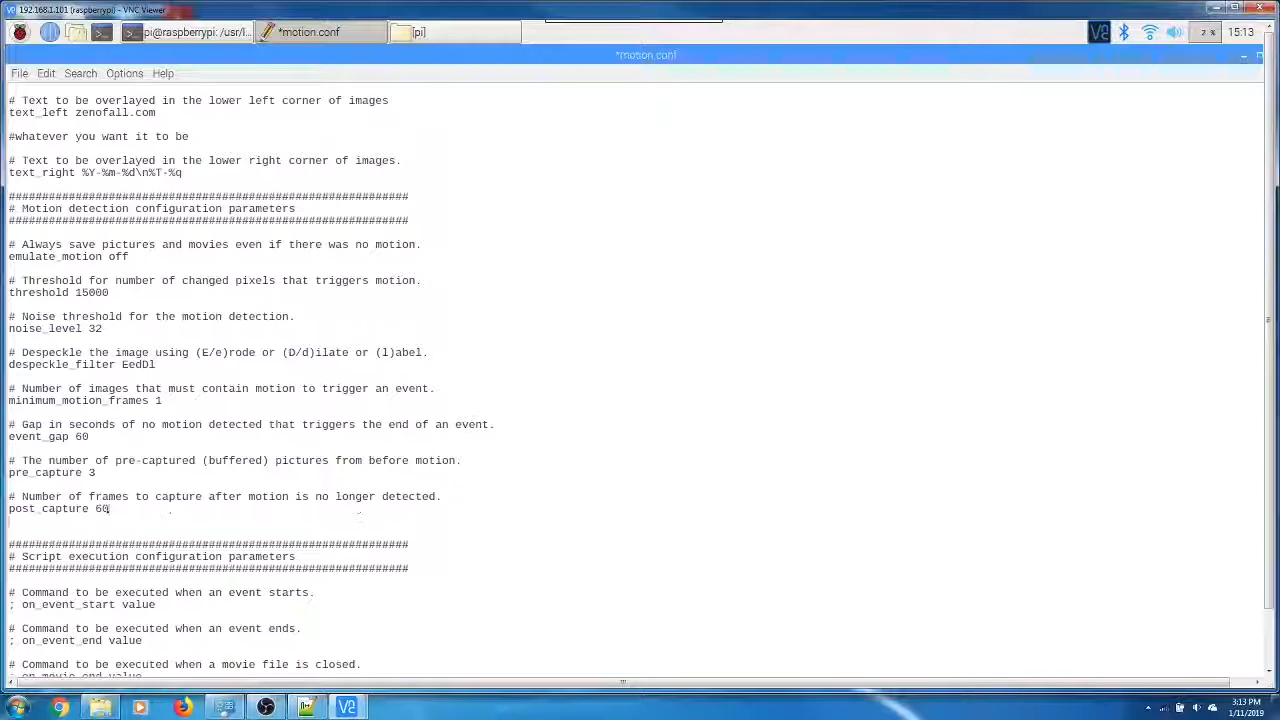 192.168.1.101 (raspberrypi) - VNC Viewer
pi@raspberrypi: /usr/l... *motion.conf [pi] 7 % 15:13
*motion.conf
File Edit Search Options Help
# Text to be overlayed in the lower left corner of images
text_left zenofall.com
#whatever you want it to be
# Text to be overlayed in the lower right corner of images.
text_right %Y-%m-%d\n%T-%q
############################################################
# Motion detection configuration parameters
############################################################
# Always save pictures and movies even if there was no motion.
emulate_motion off
# Threshold for number of changed pixels that triggers motion.
threshold 15000
# Noise threshold for the motion detection.
noise_level 32
# Despeckle the image using (E/e)rode or (D/d)ilate or (l)abel.
despeckle_filter EedDl
# Number of images that must contain motion to trigger an event.
minimum_motion_frames 1
# Gap in seconds of no motion detected that triggers the end of an event.
event_gap 60
# The number of pre-captured (buffered) pictures from before motion.
pre_capture 3
# Number of frames to capture after motion is no longer detected.
post_capture 60
############################################################
# Script execution configuration parameters
############################################################
# Command to be executed when an event starts.
; on_event_start value
# Command to be executed when an event ends.
; on_event_end value
# Command to be executed when a movie file is closed.
; on_movie_end value
3:13 PM
1/11/2019